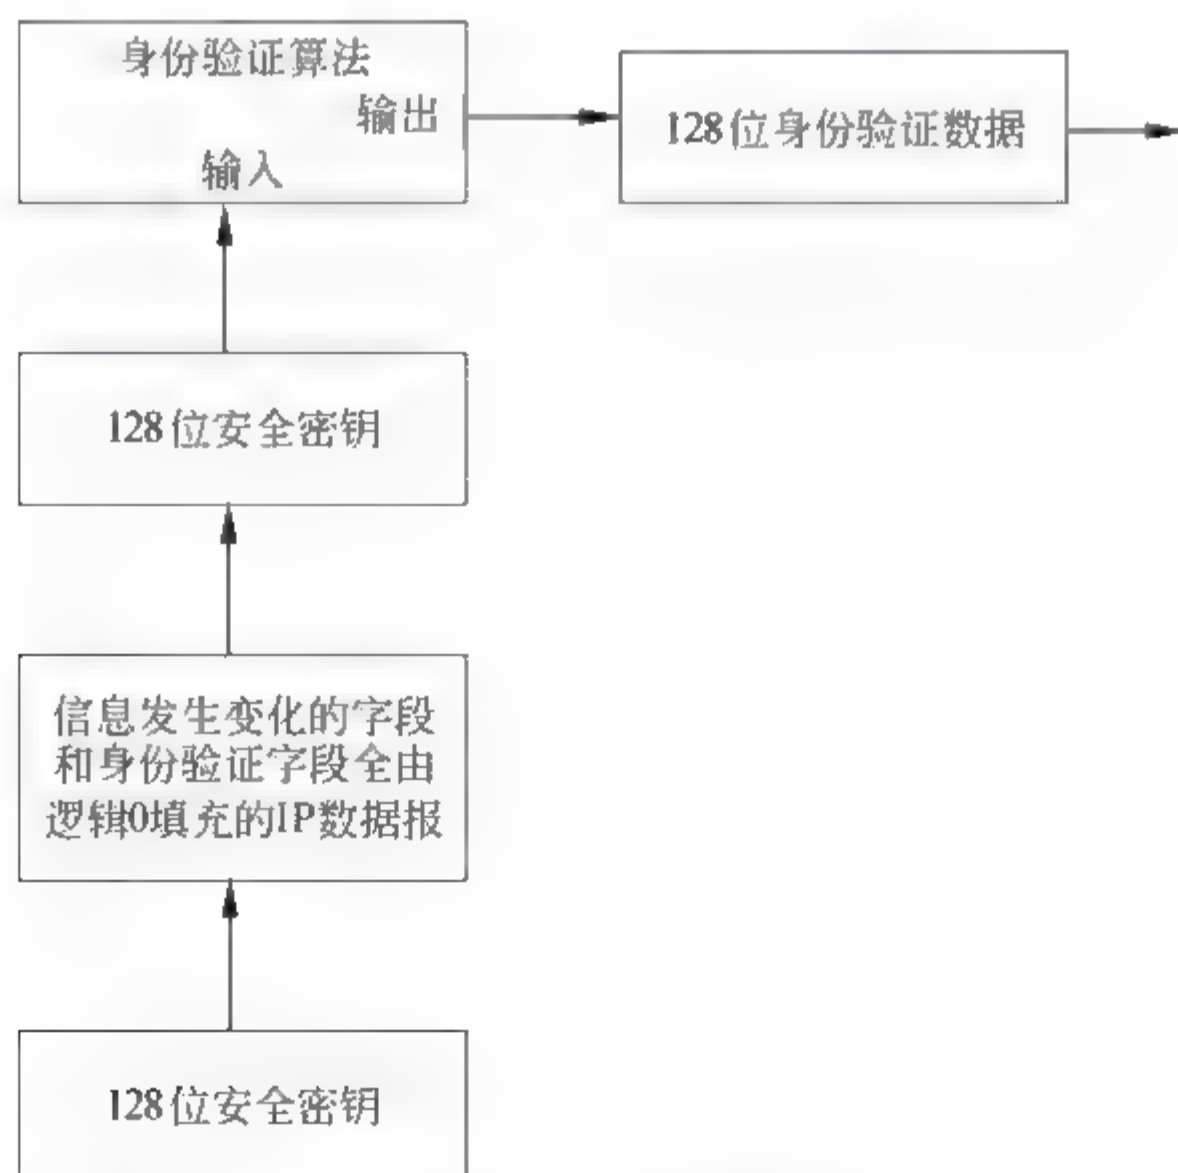 身份验证算法
输出
输入
128位身份验证数据
128位安全密钥
信息发生变化的字段
和身份验证字段全由
逻辑0填充的IP数据报
128位安全密钥